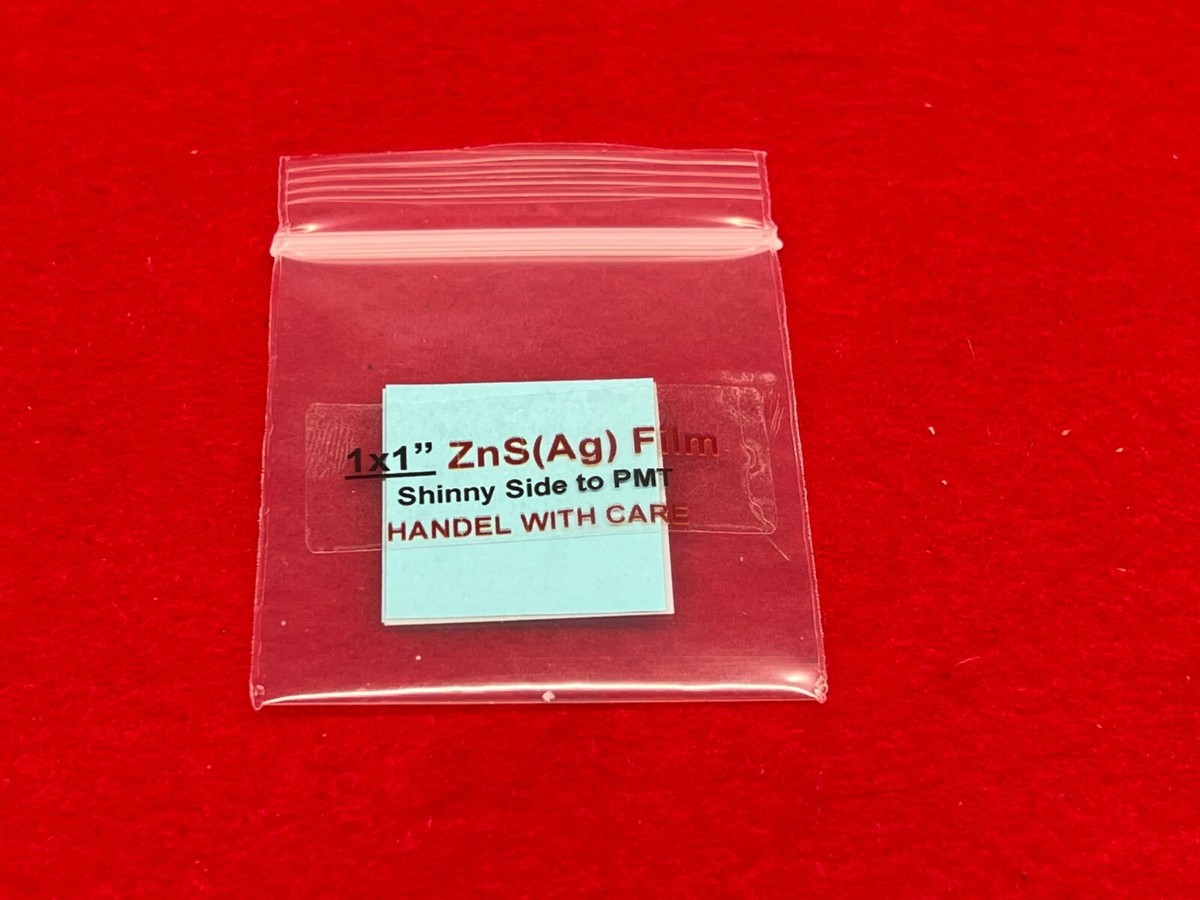 1x1” ZnS(Ag) Film
Shinny Side to PMT
HANDEL WITH CARE